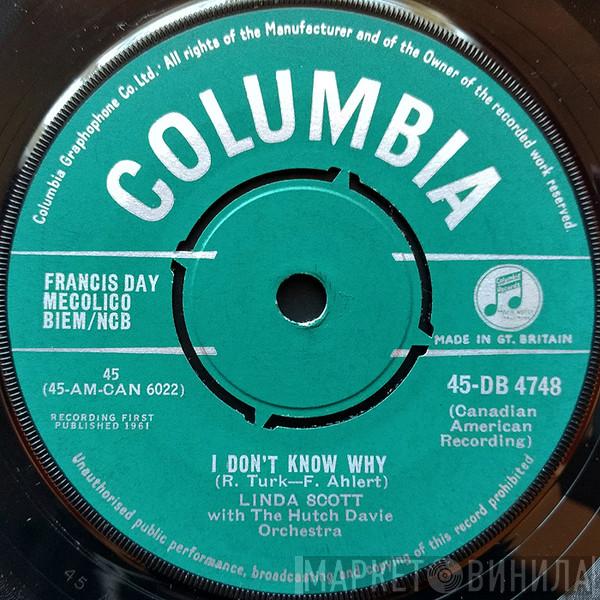 Columbia Graphophone Co. Ltd. All rights of the Manufacturer and of the Owner of the recorded work reserved.
COLUMBIA
FRANCIS DAY
MECOLICO
BIEM/NCB
Columbia
Records
MADE IN GT. BRITAIN
45
(45-AM-CAN 6022)
RECORDING FIRST
PUBLISHED 1961
45-DB 4748
(Canadian
American
Recording)
I DON'T KNOW WHY
(R. Turk—F. Ahlert)
LINDA SCOTT
with The Hutch Davie
Orchestra
Unauthorised public performance, broadcasting and copying of this record prohibited
45
МАРКЕТ ВИНИЛА